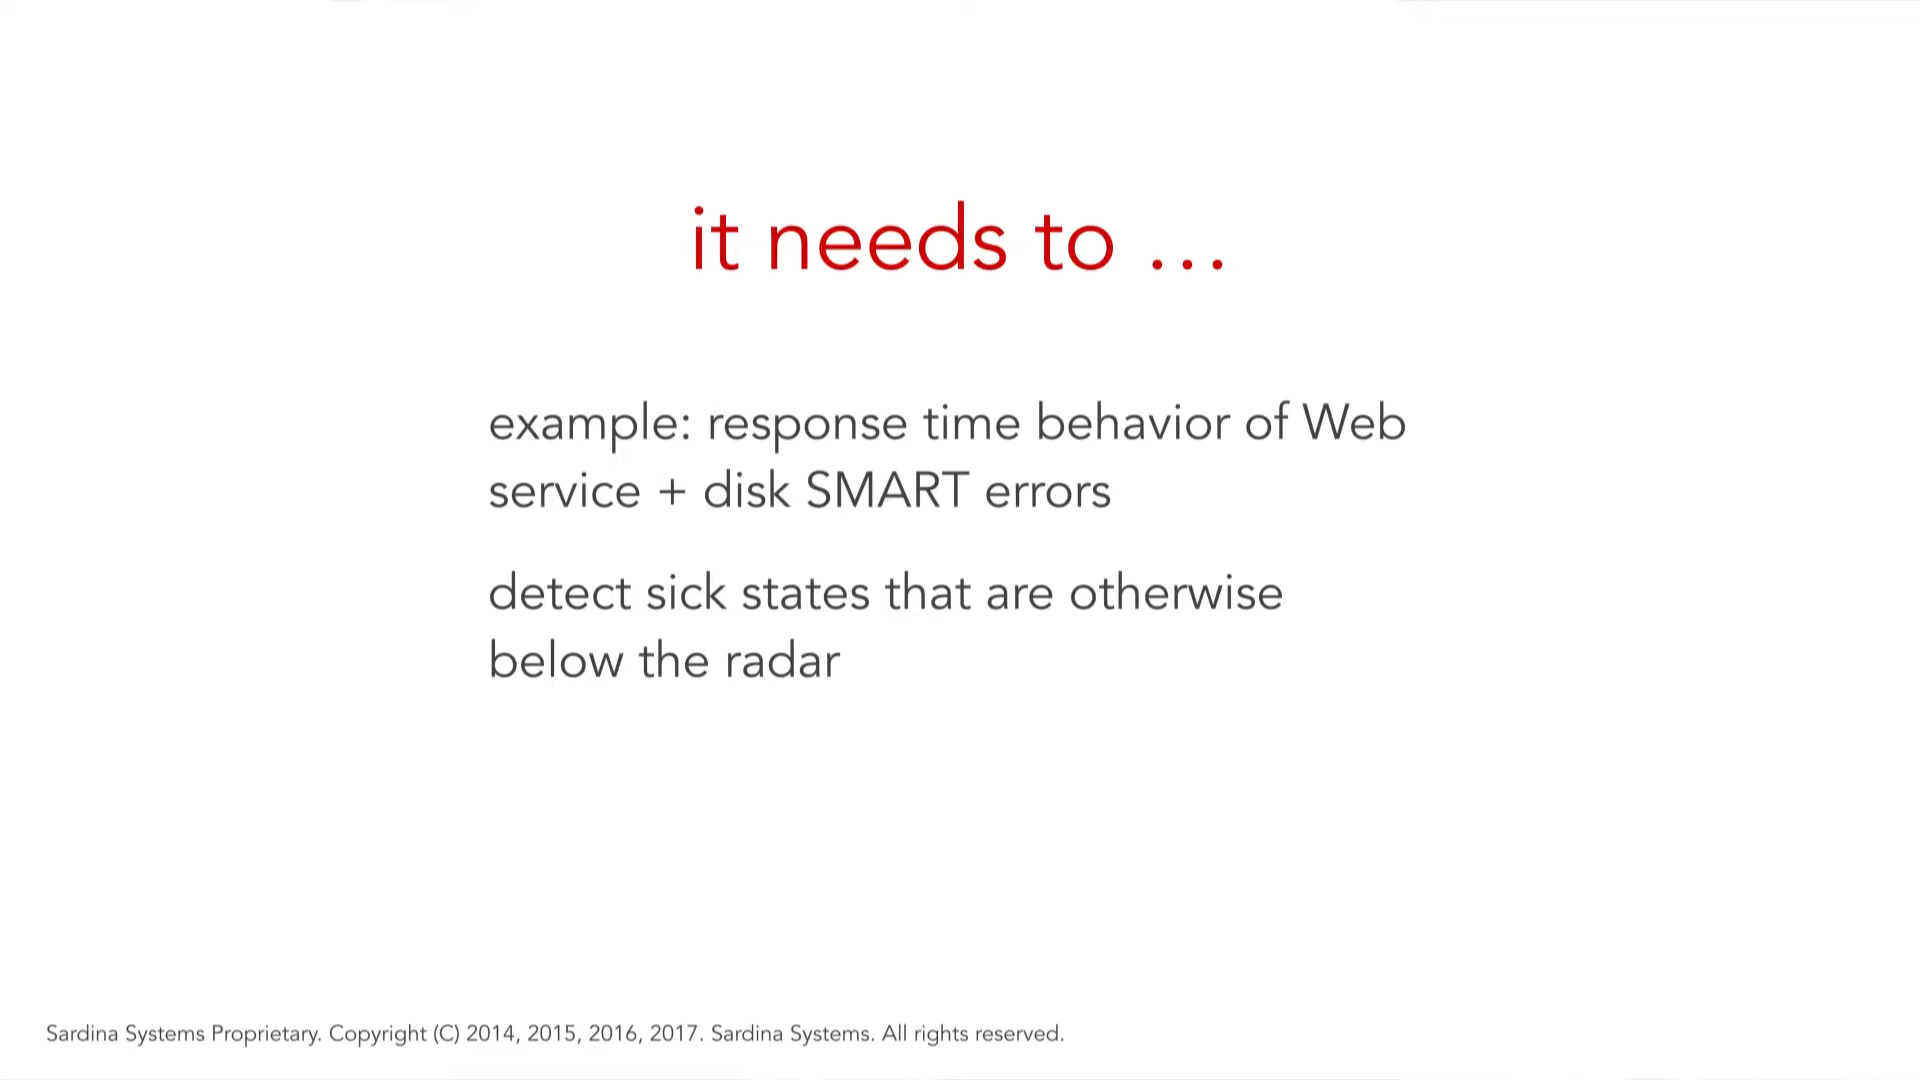 it needs to …
example: response time behavior of Web
service + disk SMART errors
detect sick states that are otherwise
below the radar
Sardina Systems Proprietary. Copyright (C) 2014, 2015, 2016, 2017. Sardina Systems. All rights reserved.